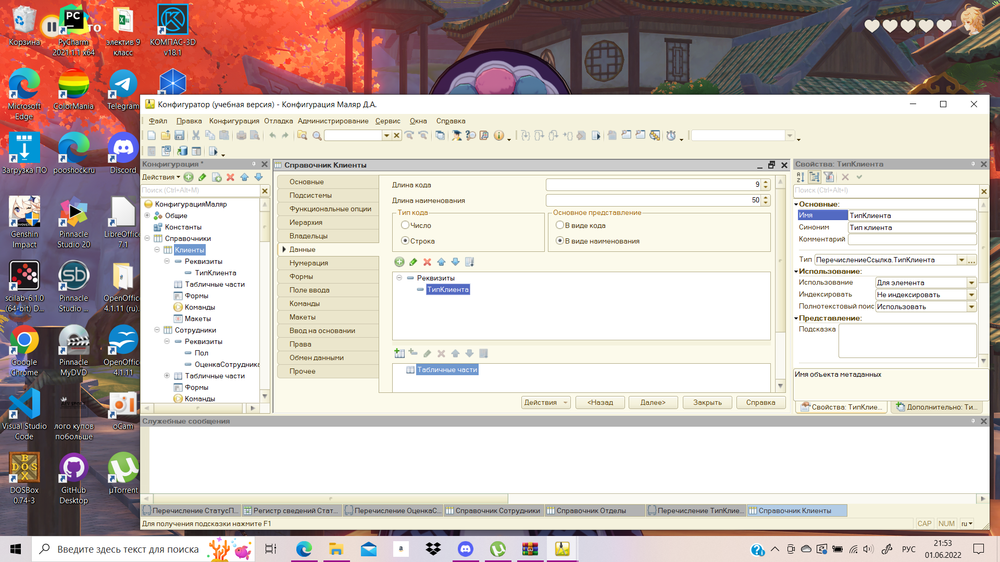 Корзина
PyCharm
2021.1.1 x64
электив 9
класс
КОМПАС-3D
v18.1
Microsoft
Edge
ColorMania
Telegram
Загрузка ПО
pooshock.ru
Discord
Genshin
Impact
Pinnacle
Studio 20
LibreOffice
7.1
scilab-6.1.0
(64-bit) D...
Pinnacle
Studio ...
OpenOffic
4.1.11 (ru).
Google
Chrome
Pinnacle
MyDVD
OpenOffic
4.1.11
Visual Studio
Code
лого купов
побольше
oCam
DOSBox
0.74-3
GitHub
Desktop
µTorrent
Конфигуратор (учебная версия) - Конфигурация Маляр Д.А.
Файл Правка Конфигурация Отладка Администрирование Сервис Окна Справка
Конфигурация *
Действия
Поиск (Ctrl+Alt+M)
КонфигурацияМаляр
Общие
Константы
Справочники
Клиенты
Реквизиты
ТипКлиента
Табличные части
Формы
Команды
Макеты
Сотрудники
Реквизиты
Пол
ОценкаСотрудника
Табличные части
Формы
Команды
Справочник Клиенты
Основные
Подсистемы
Функциональные опции
Иерархия
Владельцы
Данные
Нумерация
Формы
Поле ввода
Команды
Макеты
Ввод на основании
Права
Обмен данными
Прочее
Длина кода 9
Длина наименования 50
Тип кода
Число
Строка
Основное представление
В виде кода
В виде наименования
Реквизиты
ТипКлиента
Табличные части
Действия <Назад Далее> Закрыть Справка
Свойства: ТипКлиента
Поиск (Ctrl+Alt+I)
Основные:
Имя ТипКлиента
Синоним Тип клиента
Комментарий
Тип ПеречислениеСсылка.ТипКлиента
Использование:
Использование Для элемента
Индексировать Не индексировать
Полнотекстовый поиск Использовать
Представление:
Подсказка
Имя объекта метаданных
Свойства: ТипКлие... Дополнительно: Ти...
Служебные сообщения
Перечисление СтатусП... Регистр сведений Стат... Перечисление ОценкаС... Справочник Сотрудники Справочник Отделы Перечисление ТипКлие... Справочник Клиенты
Для получения подсказки нажмите F1
CAP NUM ru
Введите здесь текст для поиска
РУС
21:53
01.06.2022